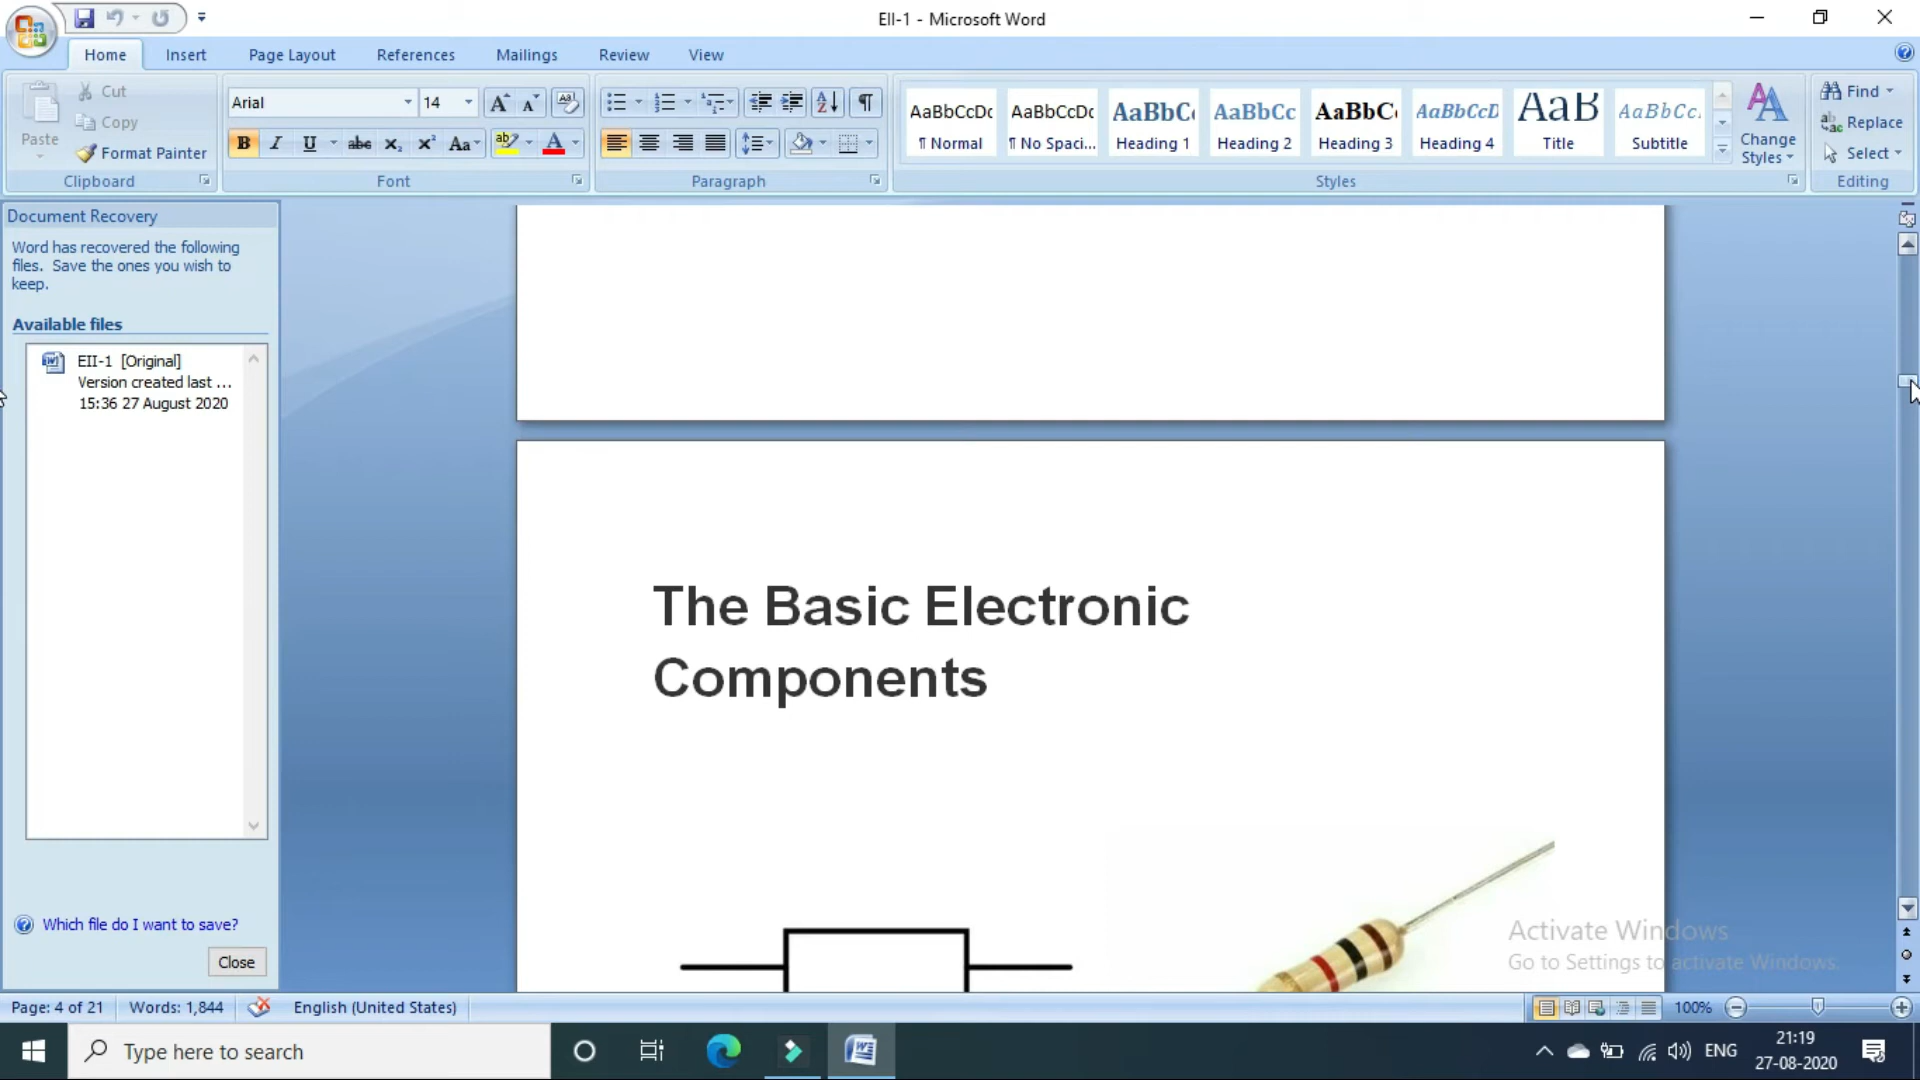 EII-1 - Microsoft Word
Home Insert Page Layout References Mailings Review View
Paste
Cut
Copy
Format Painter
Clipboard
Arial 14
B I U abc x₂ x² Aa
Font
Paragraph
AaBbCcDc AaBbCcDc AaBbC AaBbCc AaBbC AaBbCcD AaB AaBbCc.
¶ Normal ¶ No Spaci... Heading 1 Heading 2 Heading 3 Heading 4 Title Subtitle
Change
Styles
Styles
Find
Replace
Select
Editing
Document Recovery
Word has recovered the following
files. Save the ones you wish to
keep.
Available files
EII-1 [Original]
Version created last ...
15:36 27 August 2020
Which file do I want to save?
Close
The Basic Electronic
Components
Activate Windows
Go to Settings to activate Windows.
Page: 4 of 21 Words: 1,844 English (United States) 100%
Type here to search
ENG
21:19
27-08-2020